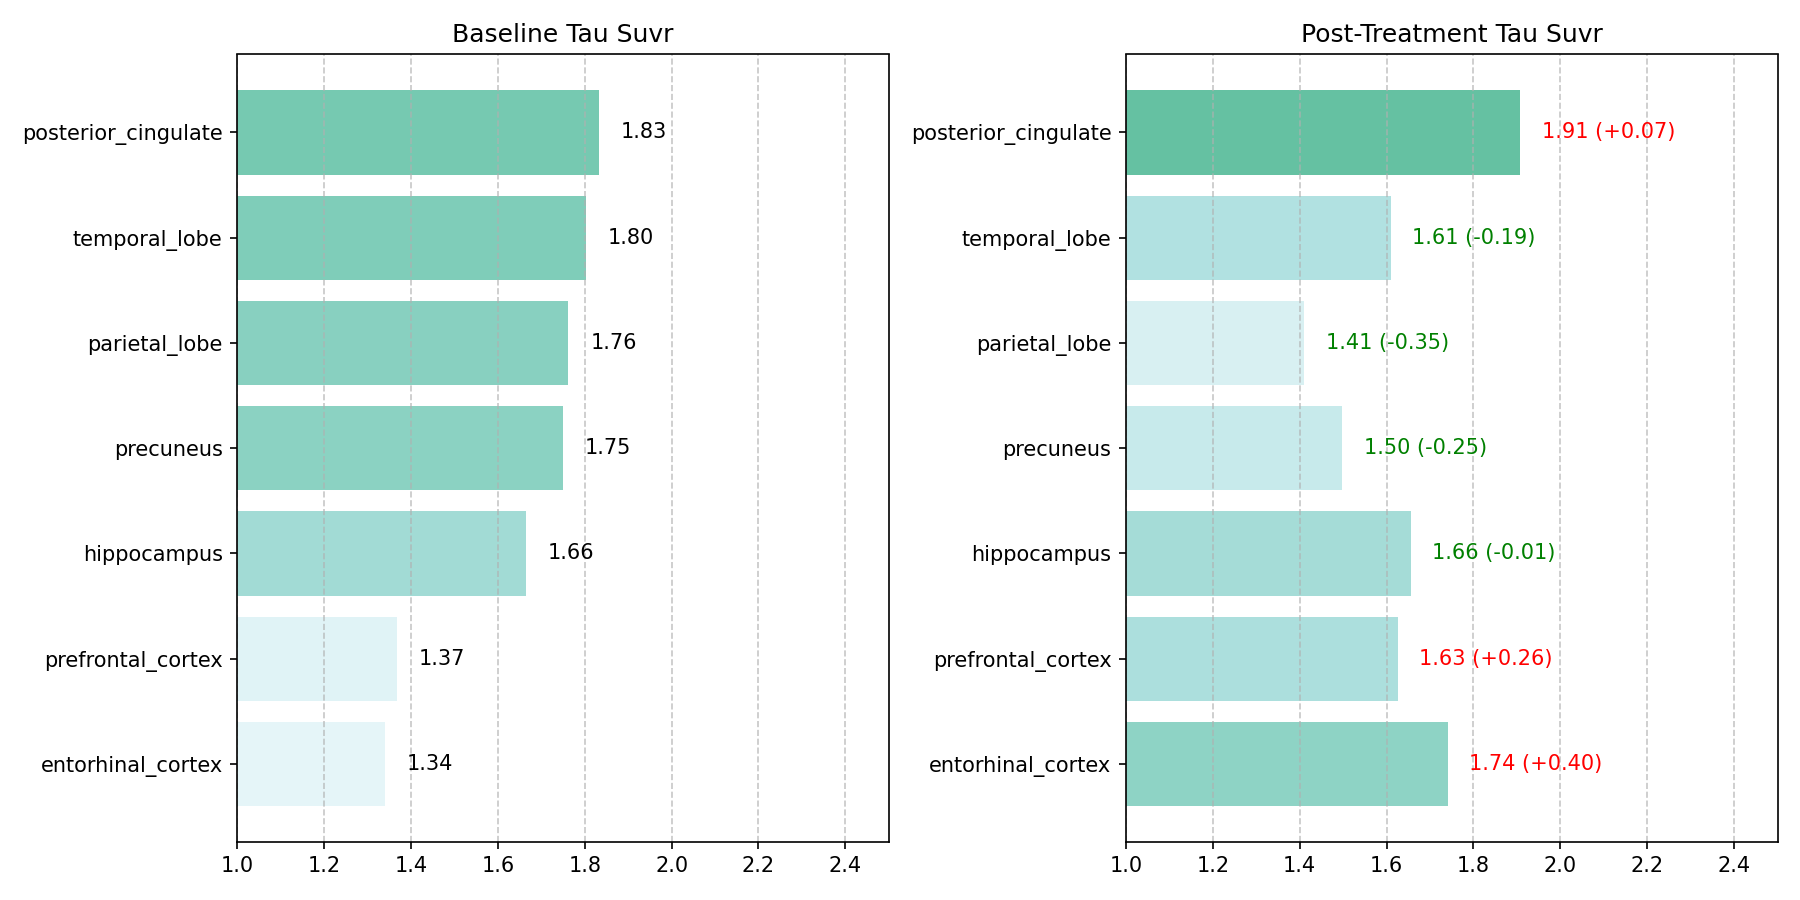 Baseline Tau Suvr
posterior_cingulate
1.83
temporal_lobe
1.80
parietal_lobe
1.76
precuneus
1.75
hippocampus
1.66
prefrontal_cortex
1.37
entorhinal_cortex
1.34
1.0 1.2 1.4 1.6 1.8 2.0 2.2 2.4
Post-Treatment Tau Suvr
posterior_cingulate
1.91 (+0.07)
temporal_lobe
1.61 (-0.19)
parietal_lobe
1.41 (-0.35)
precuneus
1.50 (-0.25)
hippocampus
1.66 (-0.01)
prefrontal_cortex
1.63 (+0.26)
entorhinal_cortex
1.74 (+0.40)
1.0 1.2 1.4 1.6 1.8 2.0 2.2 2.4